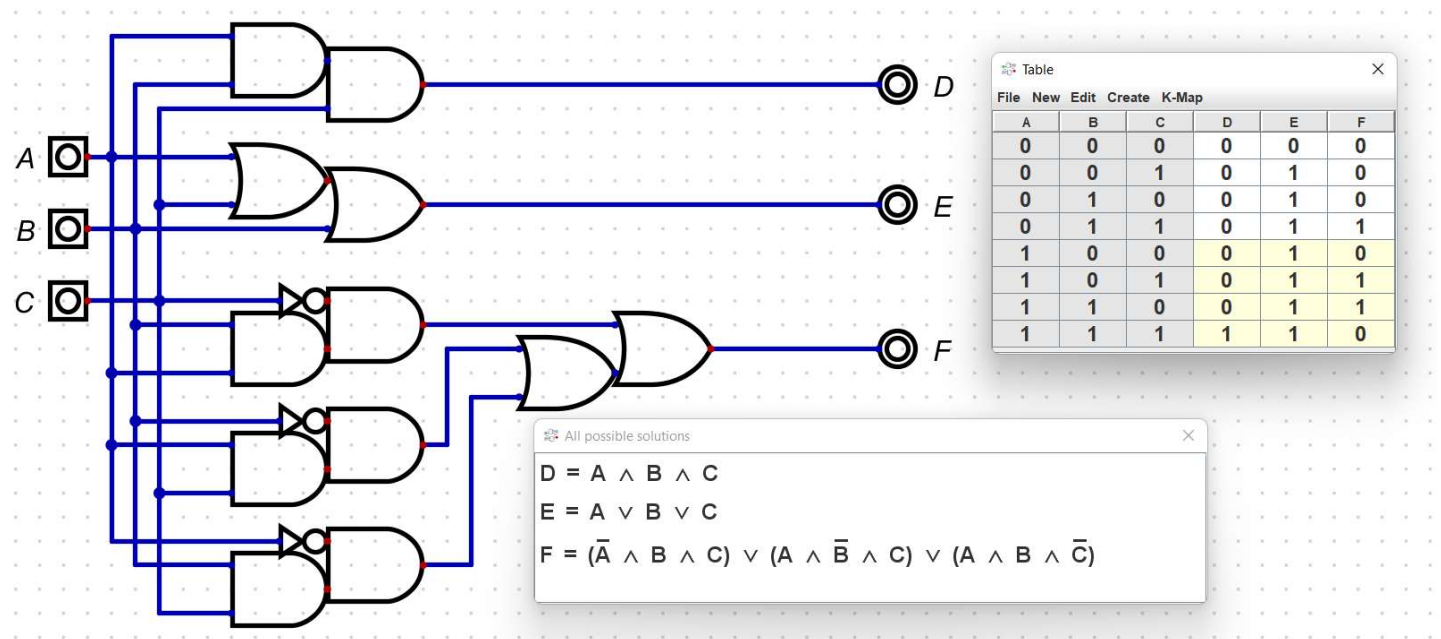 A
B
C
D
E
F
Table
File New Edit Create K-Map
A B C D E F
0 0 0 0 0 0
0 0 1 0 1 0
0 1 0 0 1 0
0 1 1 0 1 1
1 0 0 0 1 0
1 0 1 0 1 1
1 1 0 0 1 1
1 1 1 1 1 0
All possible solutions
D = A ∧ B ∧ C
E = A ∨ B ∨ C
F = (A̅ ∧ B ∧ C) ∨ (A ∧ B̅ ∧ C) ∨ (A ∧ B ∧ C̅)